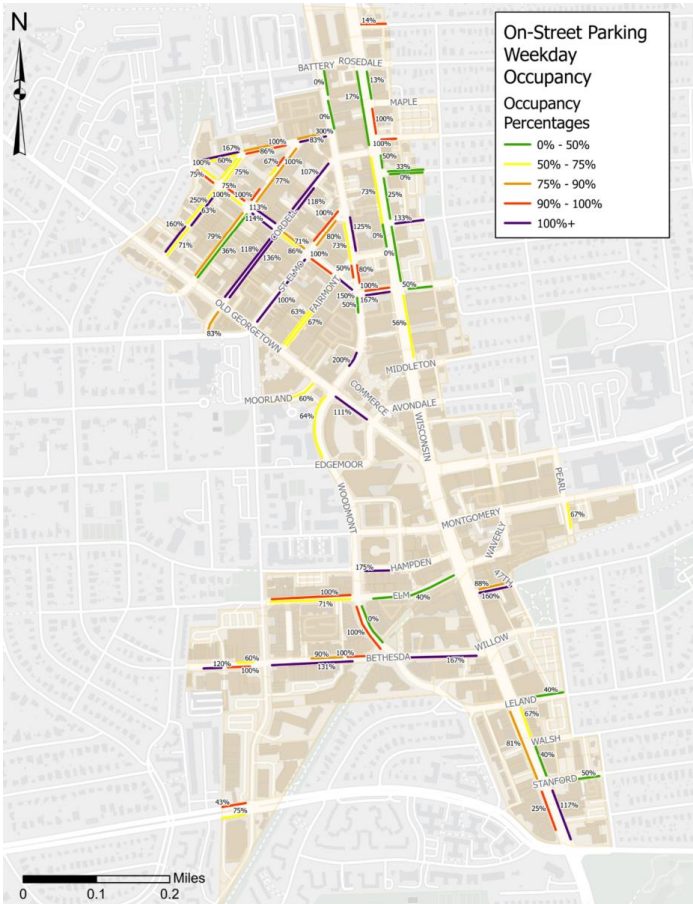 N
On-Street Parking
Weekday
Occupancy
Occupancy
Percentages
0% - 50%
50% - 75%
75% - 90%
90% - 100%
100%+
14%
BATTERY
ROSEDALE
0%
17%
13%
MAPLE
0%
100%
300%
83%
100%
167%
100%
86%
100%
60%
67%
100%
107%
50%
33%
0%
75%
75%
77%
75%
118%
73%
25%
250%
100%
100%
63%
113%
114%
100%
125%
133%
160%
CORDELL
71%
79%
36%
118%
136%
71%
86%
80%
73%
0%
0%
100%
ST ELMO
50%
80%
100%
FAIRMONT
150%
167%
50%
50%
100%
63%
67%
OLD GEORGETOWN
83%
56%
200%
MIDDLETON
MOORLAND
60%
COMMERCE
AVONDALE
64%
111%
WISCONSIN
EDGEMOOR
PEARL
WOODMONT
MONTGOMERY
67%
WAVERLY
175%
HAMPDEN
47TH
100%
71%
ELM
40%
88%
160%
0%
100%
WILLOW
120%
60%
100%
90%
100%
131%
BETHESDA
167%
LELAND
40%
67%
81%
WALSH
40%
STANFORD
50%
43%
75%
25%
117%
Miles
0
0.1
0.2